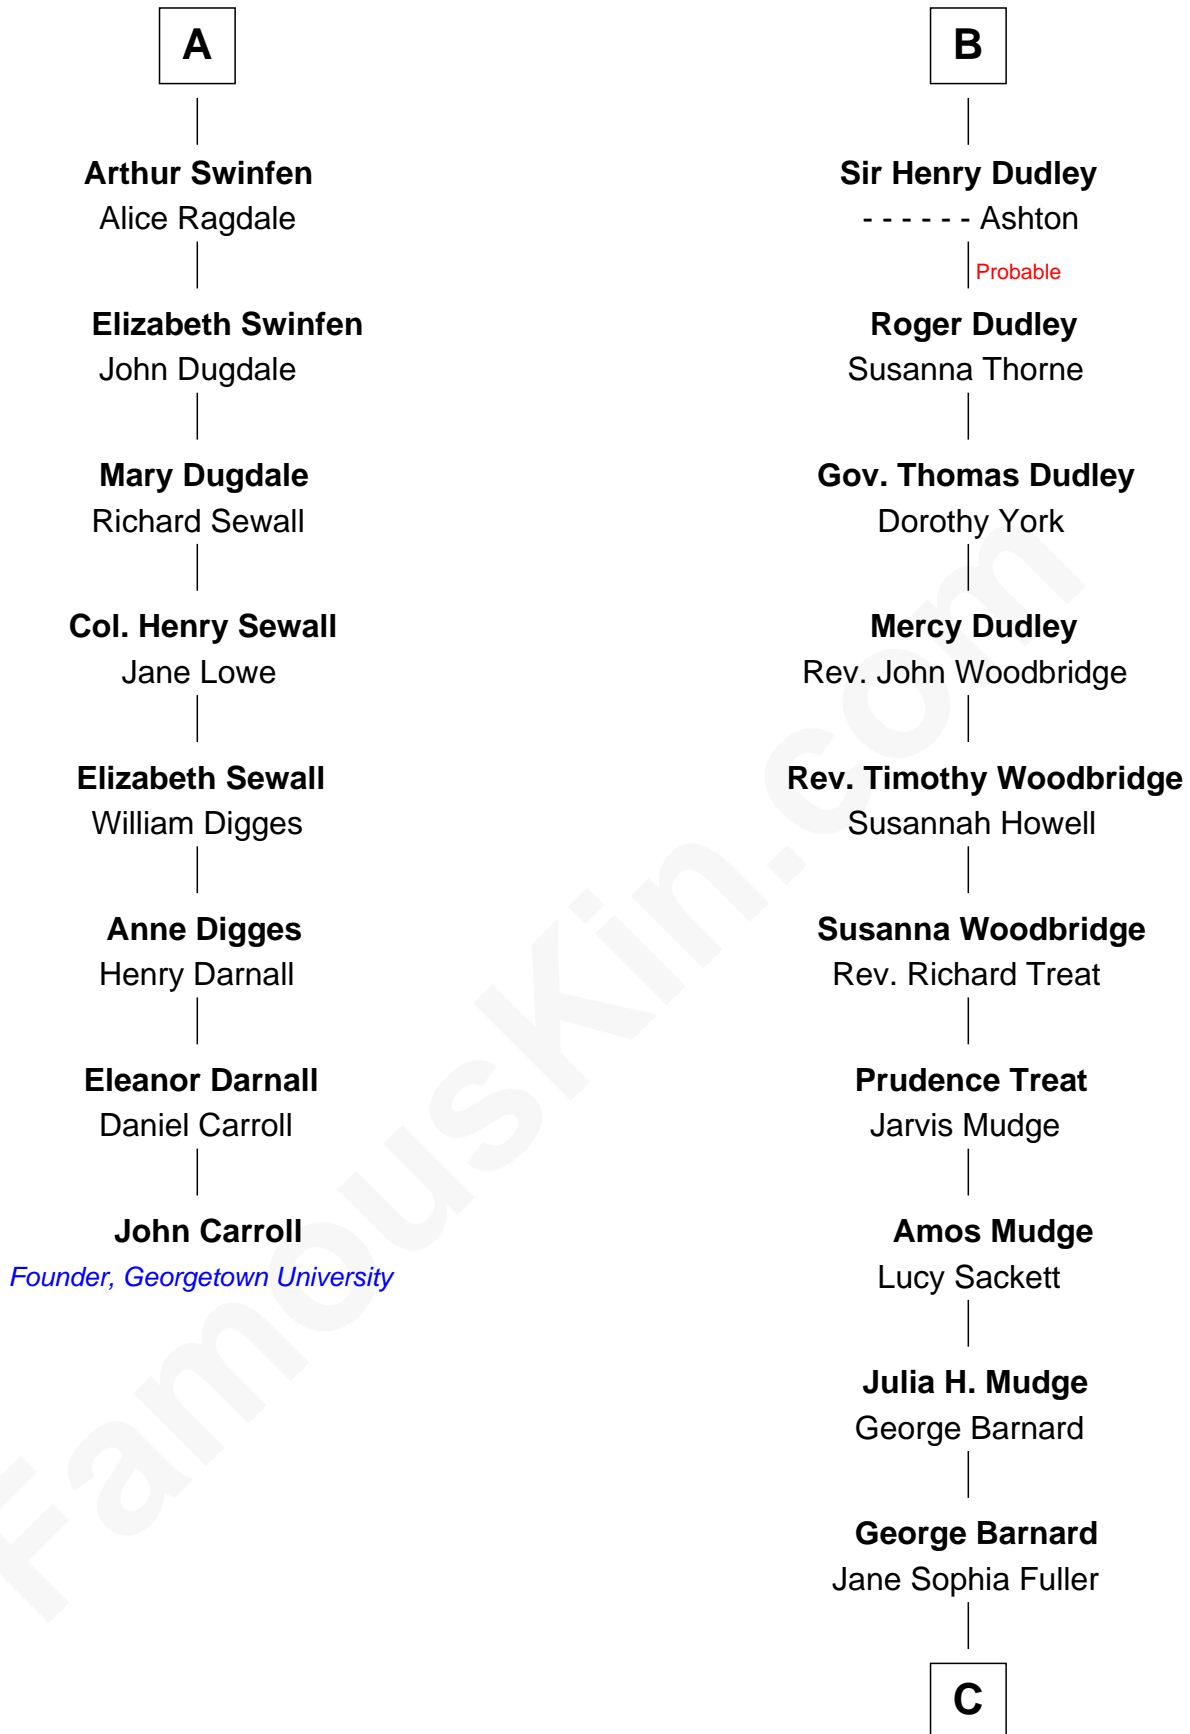 A
Arthur Swinfen
Alice Ragdale
Elizabeth Swinfen
John Dugdale
Mary Dugdale
Richard Sewall
Col. Henry Sewall
Jane Lowe
Elizabeth Sewall
William Digges
Anne Digges
Henry Darnall
Eleanor Darnall
Daniel Carroll
John Carroll
Founder, Georgetown University
B
Sir Henry Dudley
- - - - - - Ashton
Probable
Roger Dudley
Susanna Thorne
Gov. Thomas Dudley
Dorothy York
Mercy Dudley
Rev. John Woodbridge
Rev. Timothy Woodbridge
Susannah Howell
Susanna Woodbridge
Rev. Richard Treat
Prudence Treat
Jarvis Mudge
Amos Mudge
Lucy Sackett
Julia H. Mudge
George Barnard
George Barnard
Jane Sophia Fuller
C
FamousKin.com